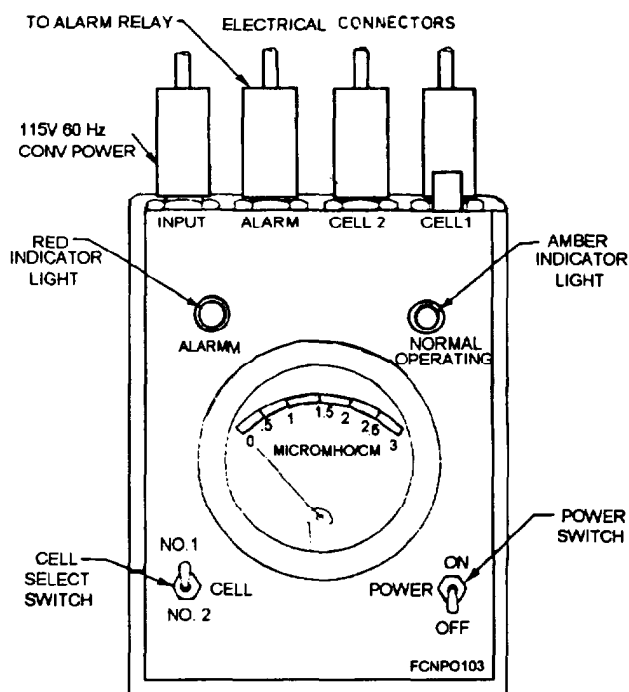 TO ALARM RELAY
ELECTRICAL CONNECTORS
115V 60 Hz
CONV POWER
INPUT
ALARM
CELL 2
CELL1
RED
INDICATOR
LIGHT
AMBER
INDICATOR
LIGHT
ALARMM
NORMAL
OPERATING
0 .5 1 1.5 2 2.6 3
MICROMHO/CM
CELL
SELECT
SWITCH
NO.1
CELL
NO. 2
POWER
SWITCH
ON
POWER
OFF
FCNPO103